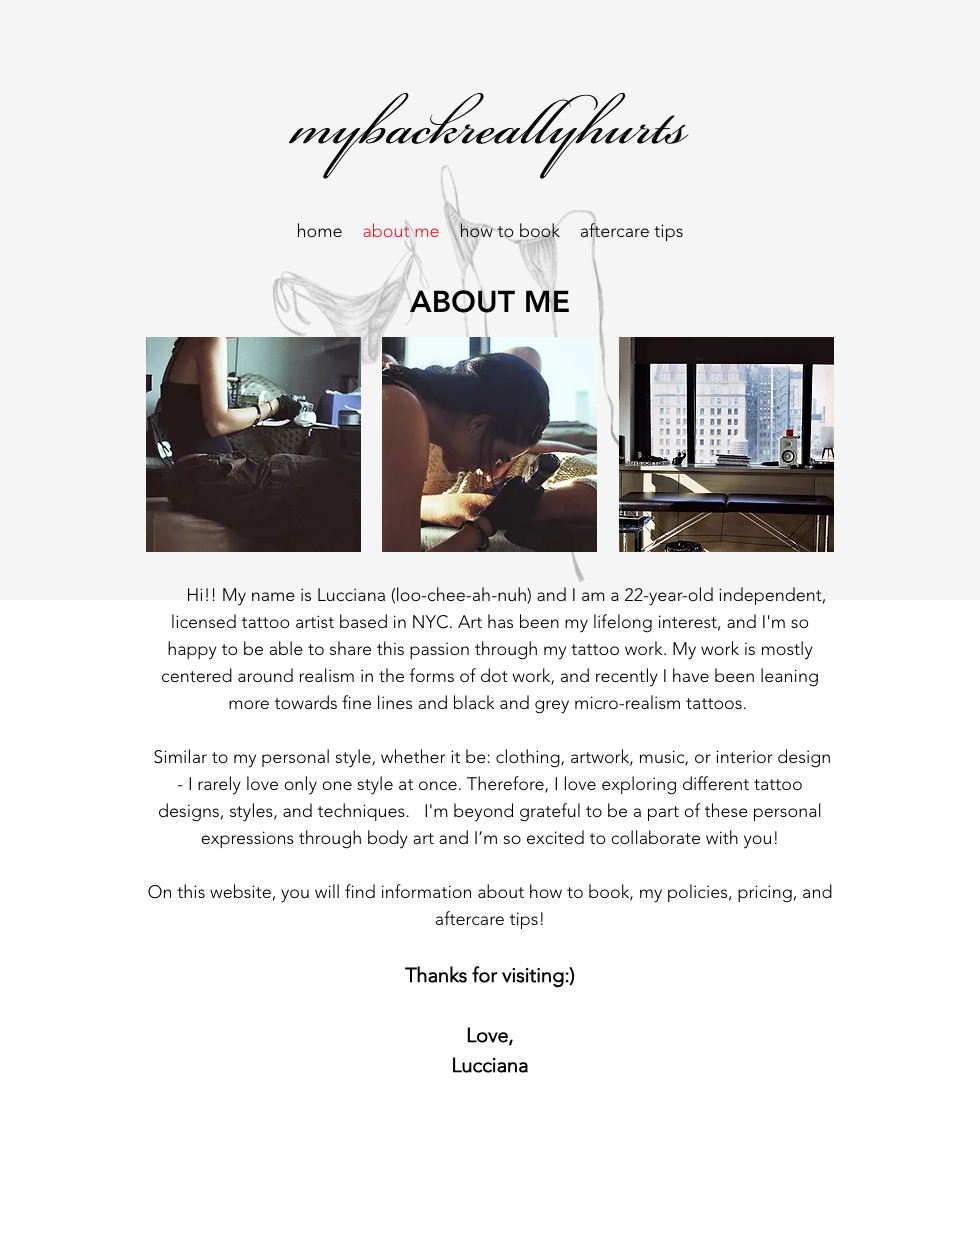 mybackreallyhurts
home about me how to book aftercare tips
ABOUT ME
Hi!! My name is Lucciana (loo-chee-ah-nuh) and I am a 22-year-old independent,
licensed tattoo artist based in NYC. Art has been my lifelong interest, and I'm so
happy to be able to share this passion through my tattoo work. My work is mostly
centered around realism in the forms of dot work, and recently I have been leaning
more towards fine lines and black and grey micro-realism tattoos.
Similar to my personal style, whether it be: clothing, artwork, music, or interior design
- I rarely love only one style at once. Therefore, I love exploring different tattoo
designs, styles, and techniques.   I'm beyond grateful to be a part of these personal
expressions through body art and I’m so excited to collaborate with you!
On this website, you will find information about how to book, my policies, pricing, and
aftercare tips!
Thanks for visiting:)
Love,
Lucciana